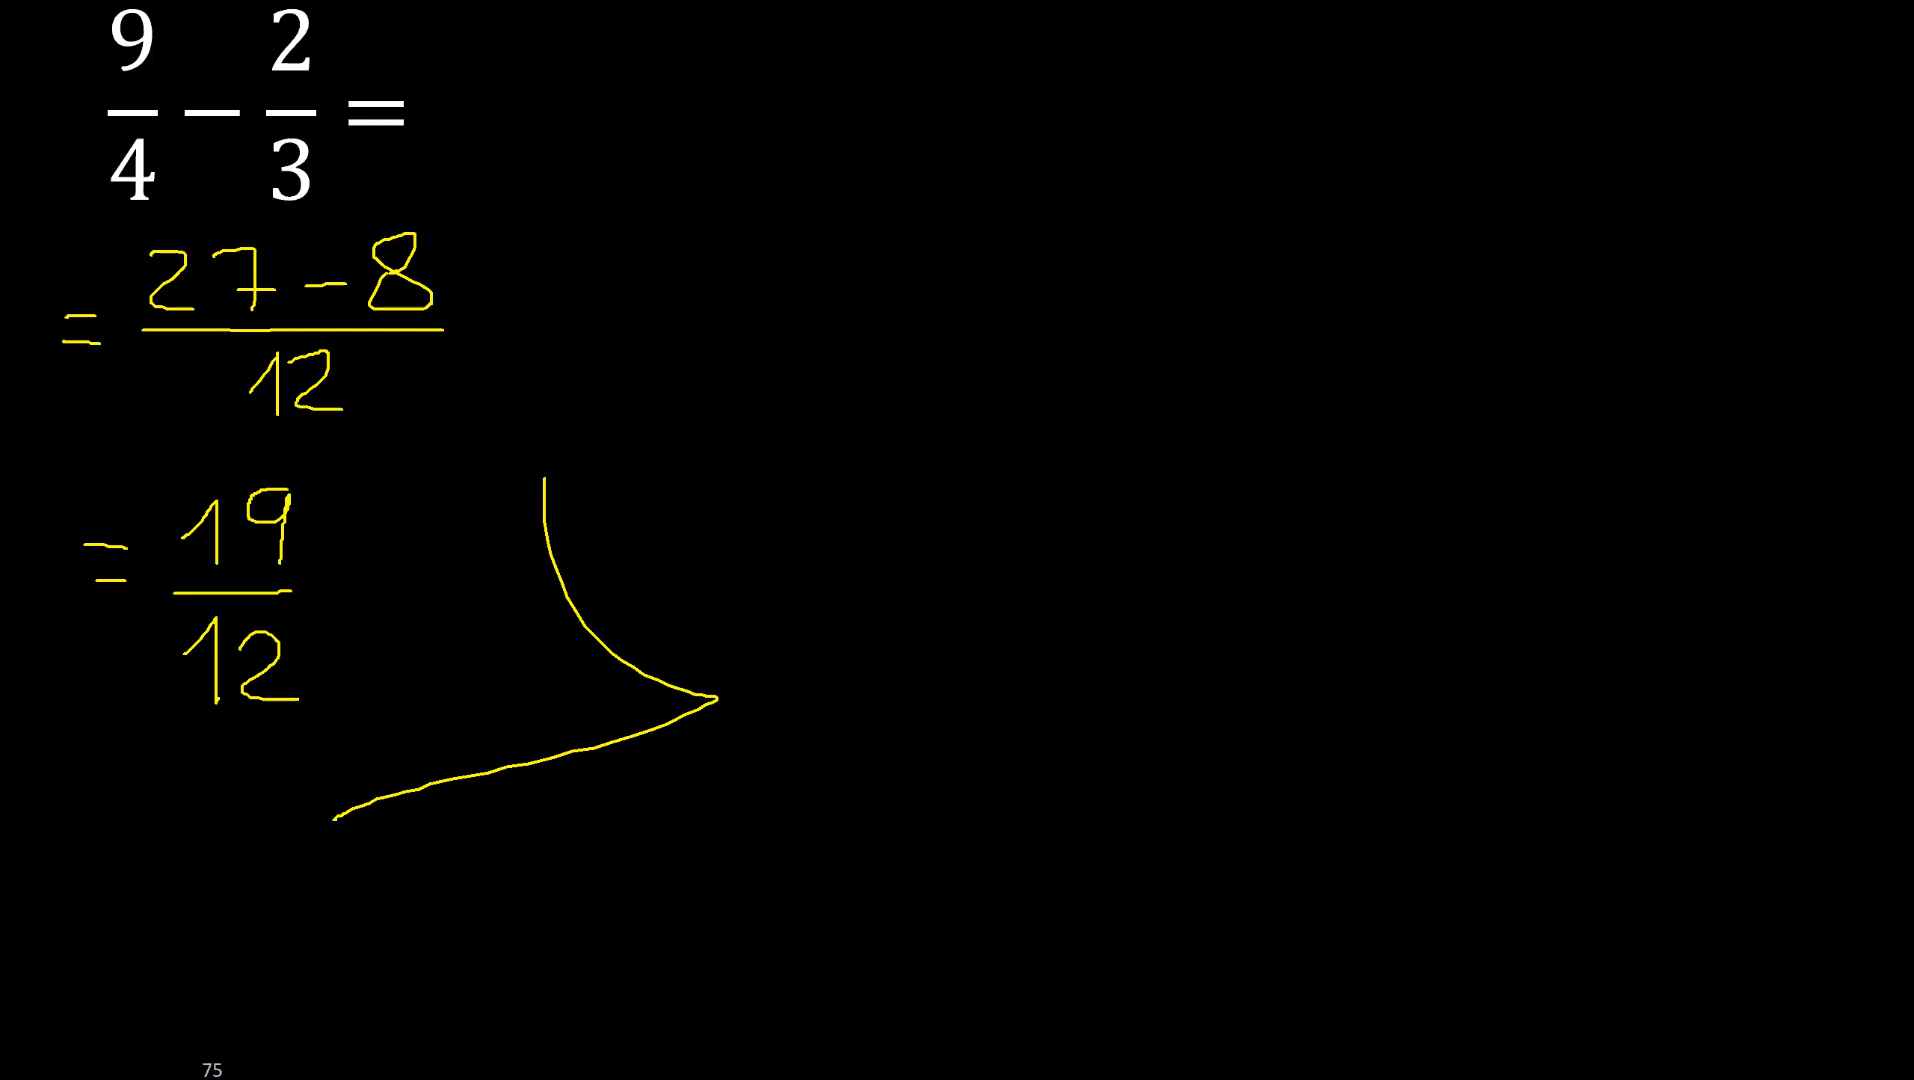 9/4 − 2/3 =
= 27 - 8 / 12
= 19/12
75